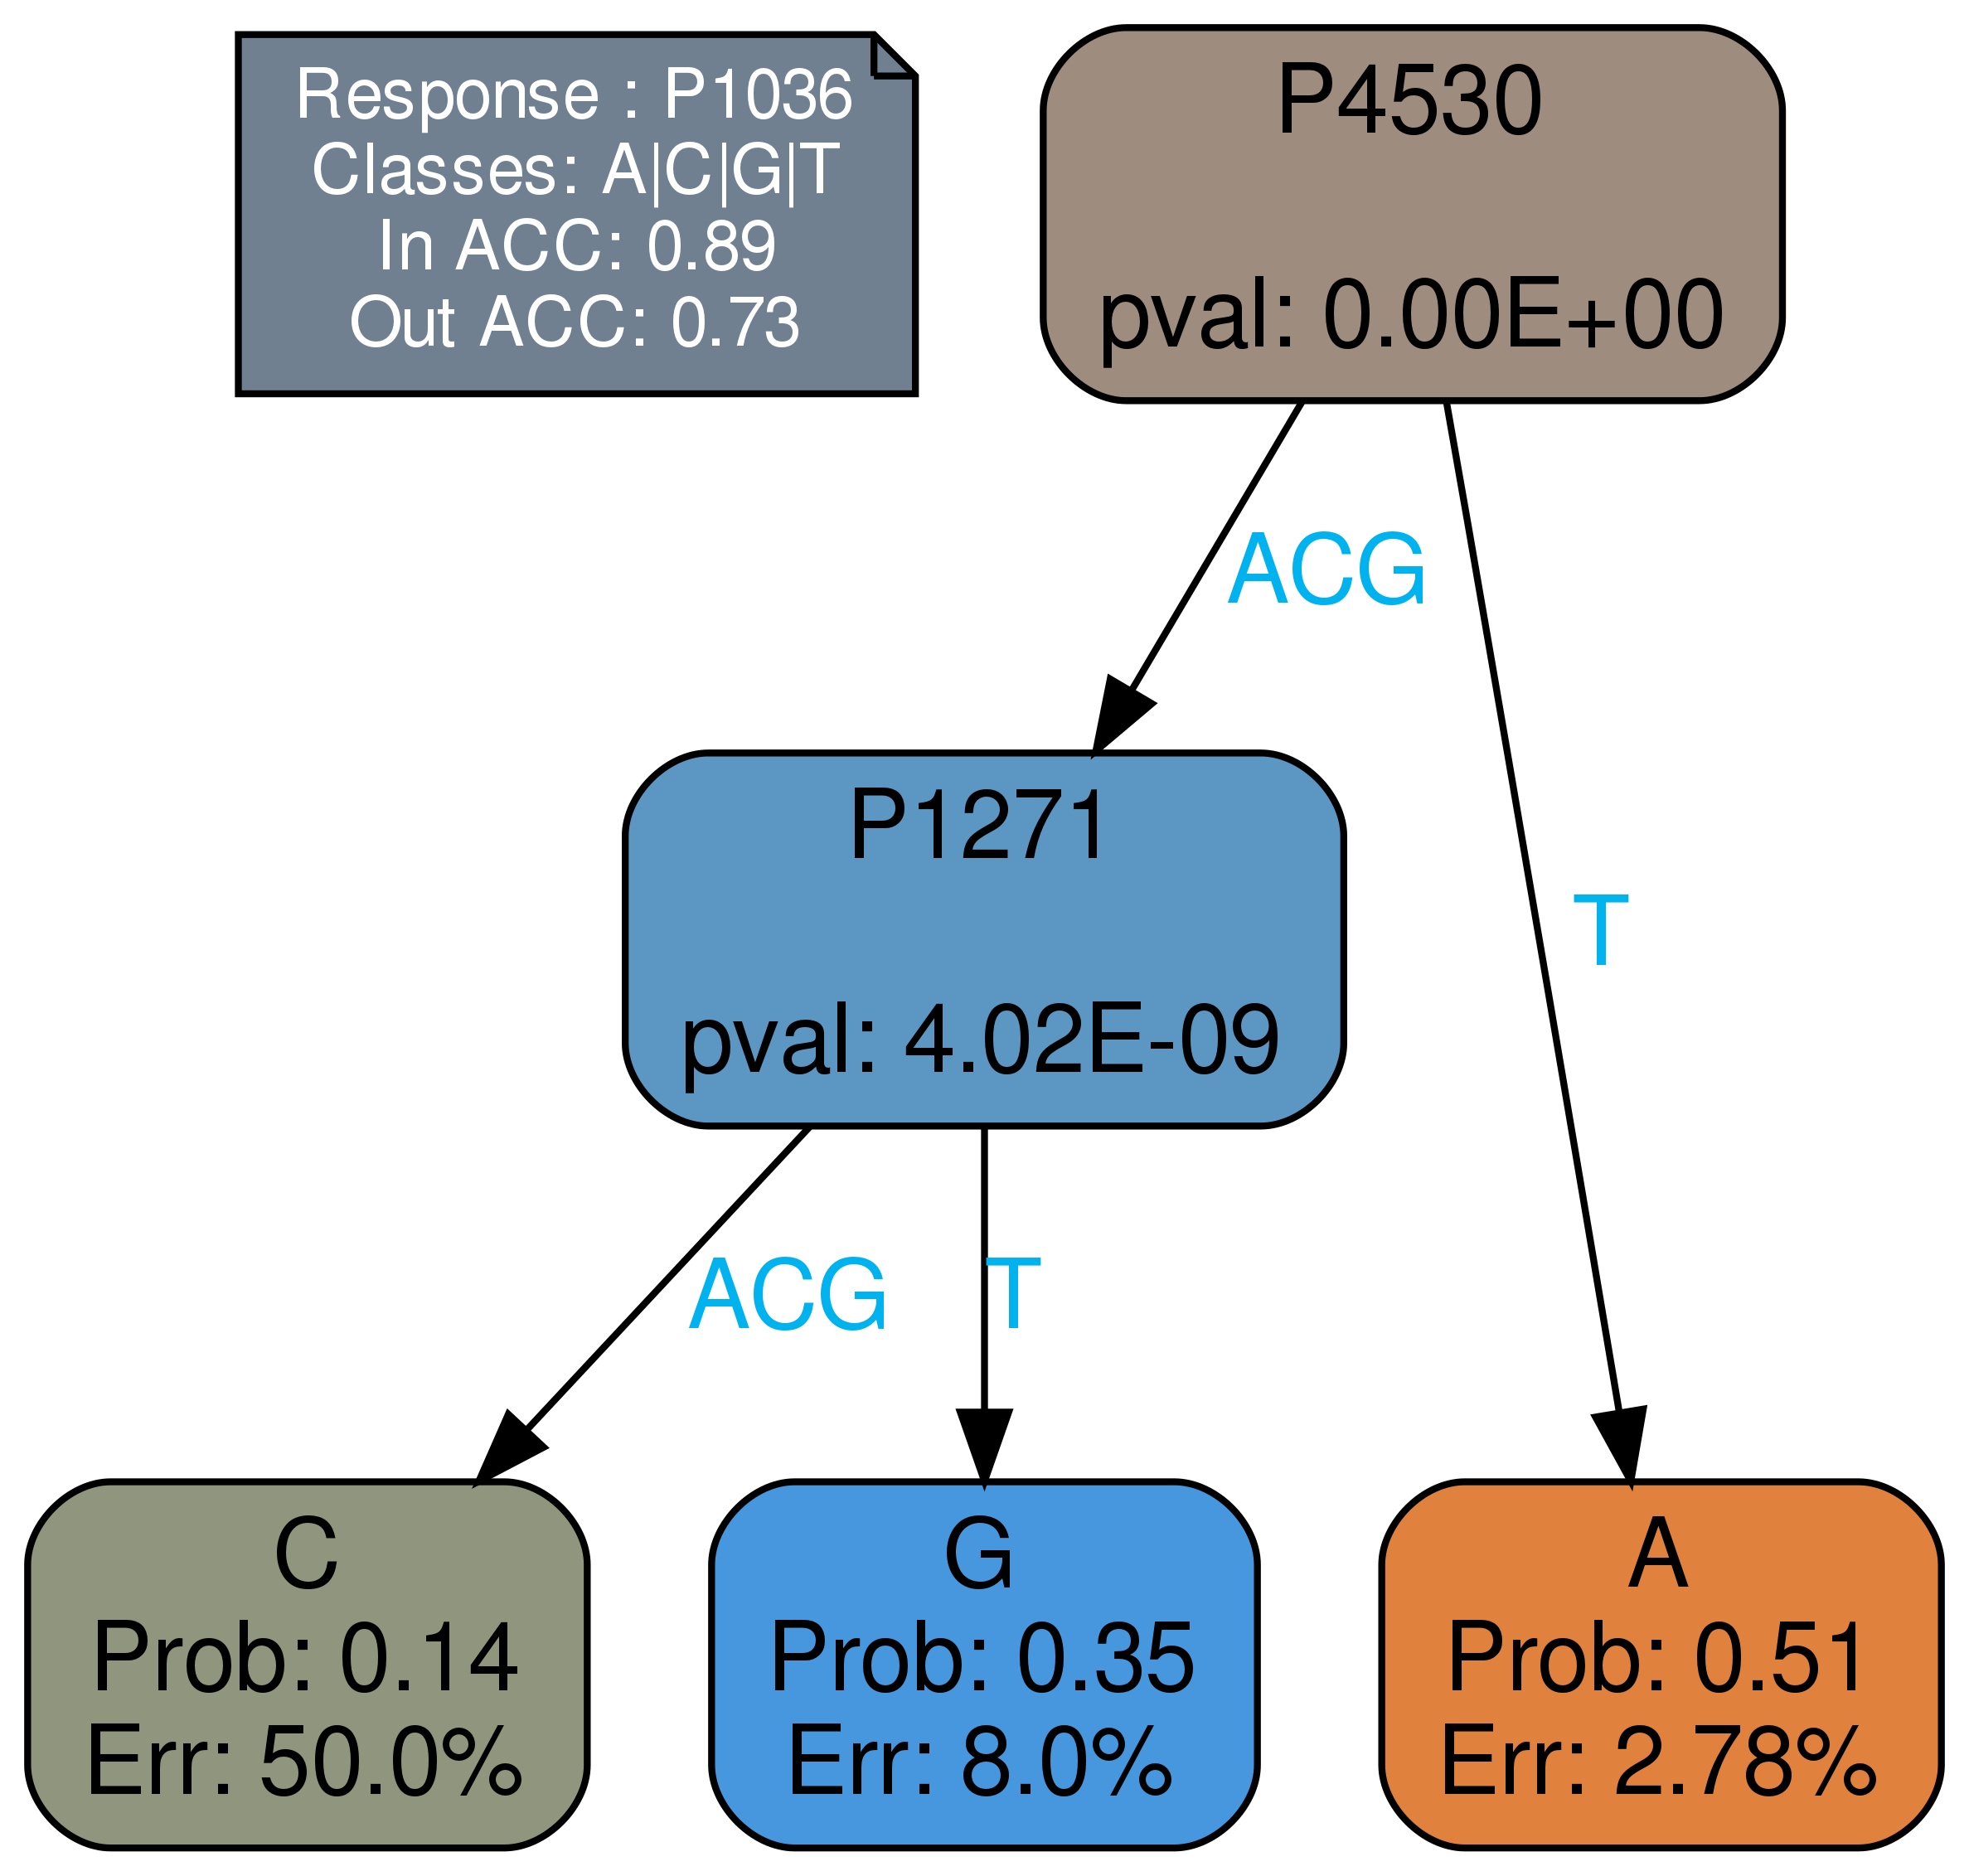 Response : P1036
Classes: A|C|G|T
In ACC: 0.89
Out ACC: 0.73
P4530
pval: 0.00E+00
ACG
T
P1271
pval: 4.02E-09
ACG
T
C
Prob: 0.14
Err: 50.0%
G
Prob: 0.35
Err: 8.0%
A
Prob: 0.51
Err: 2.78%